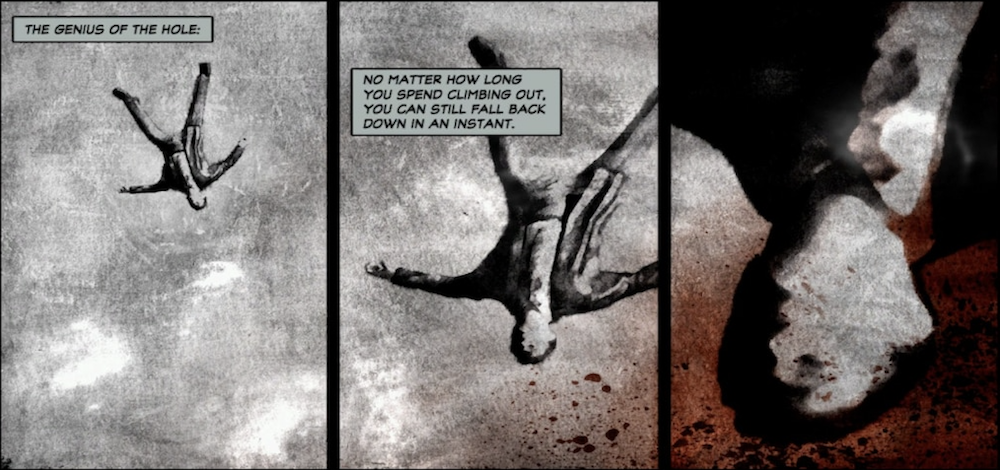 THE GENIUS OF THE HOLE:
NO MATTER HOW LONG
YOU SPEND CLIMBING OUT,
YOU CAN STILL FALL BACK
DOWN IN AN INSTANT.